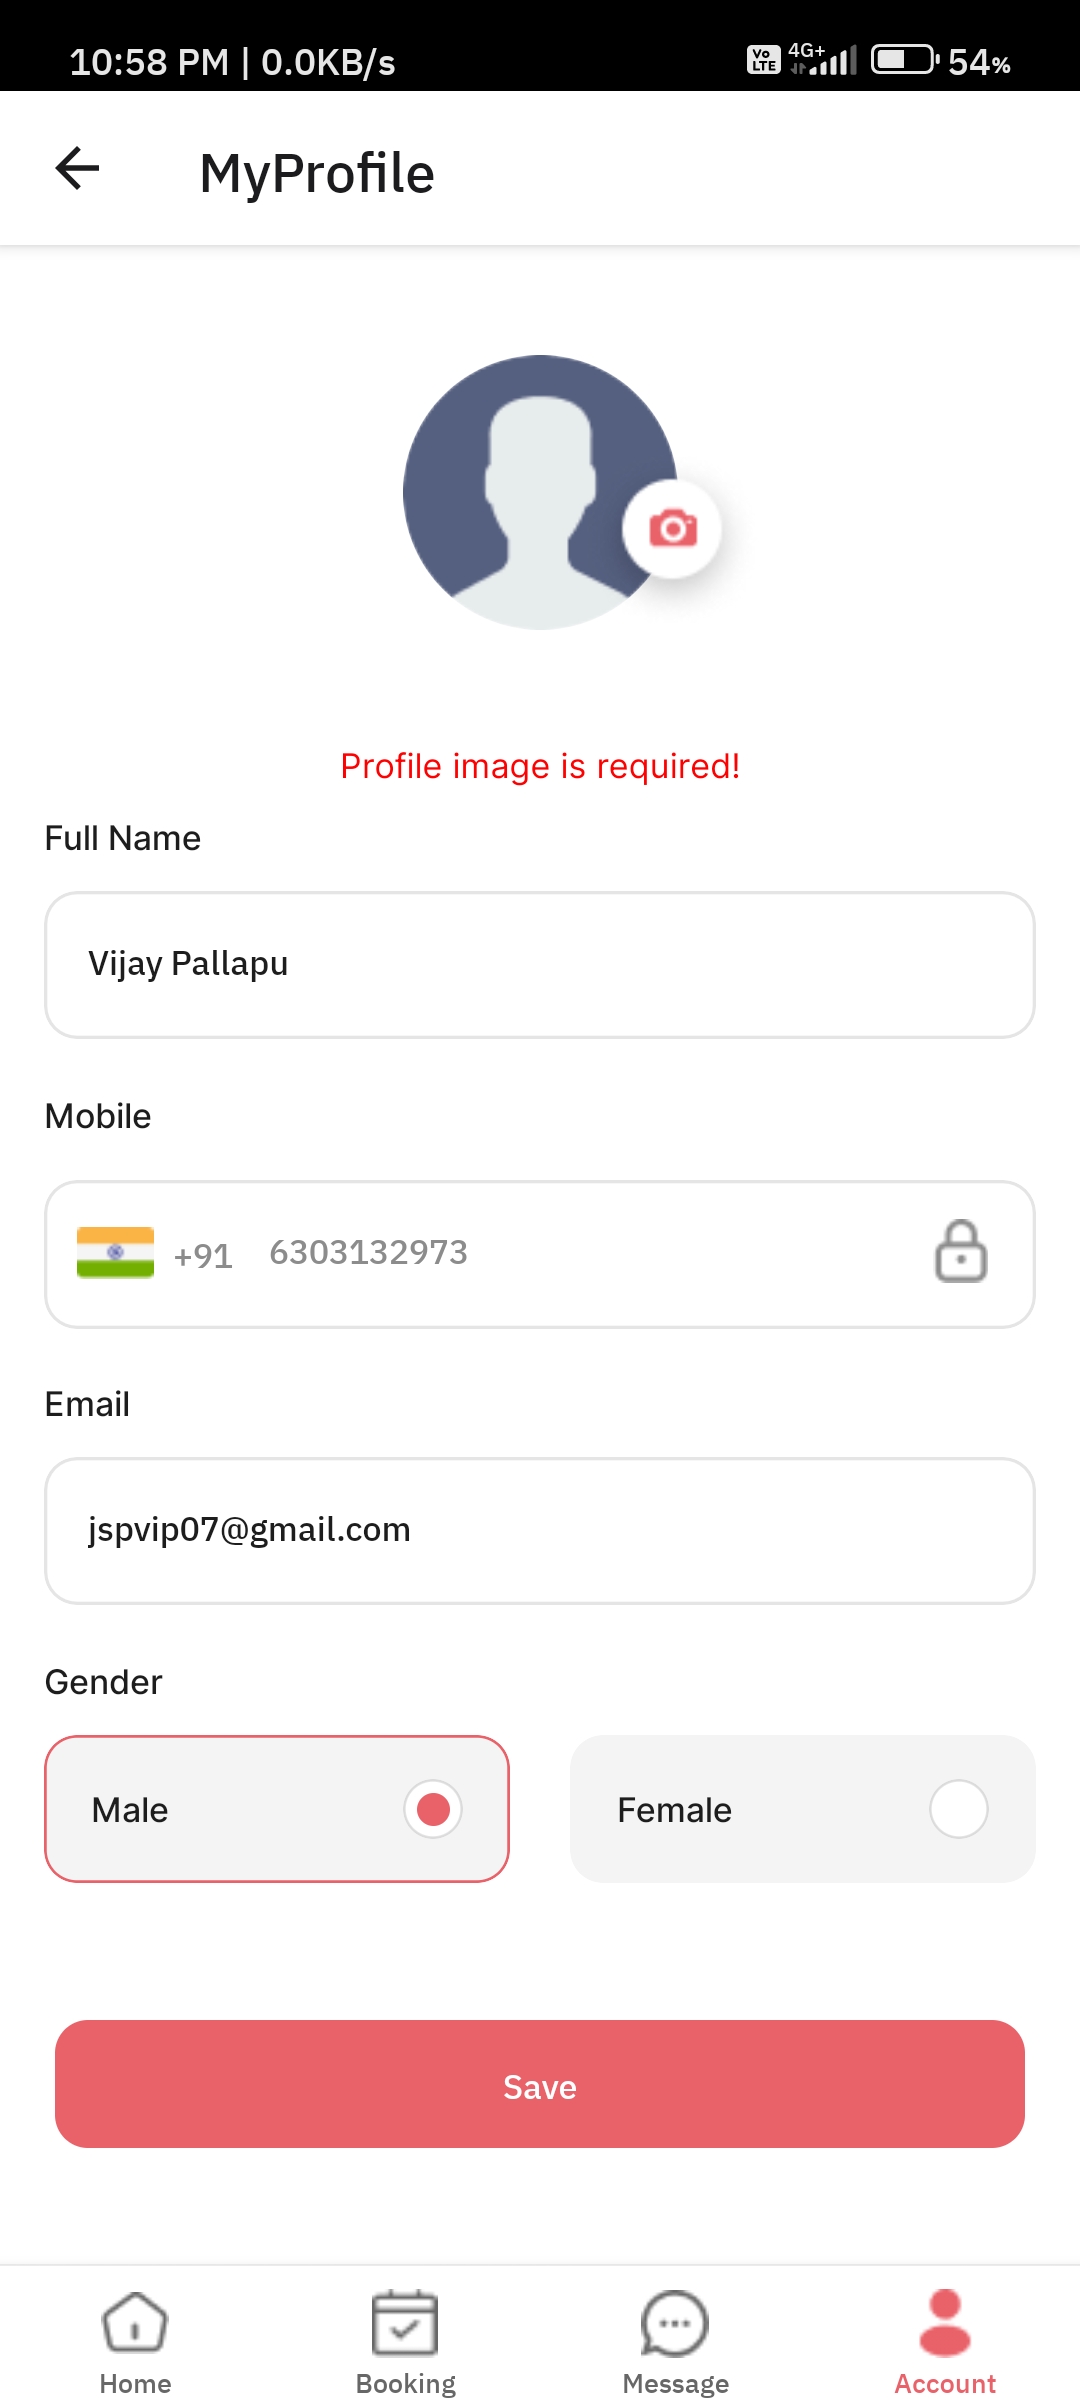 10:58 PM | 0.0KB/s Vo LTE 4G+ 54%
MyProfile
Profile image is required!
Full Name
Vijay Pallapu
Mobile
+91 6303132973
Email
jspvip07@gmail.com
Gender
Male Female
Save
Home Booking Message Account